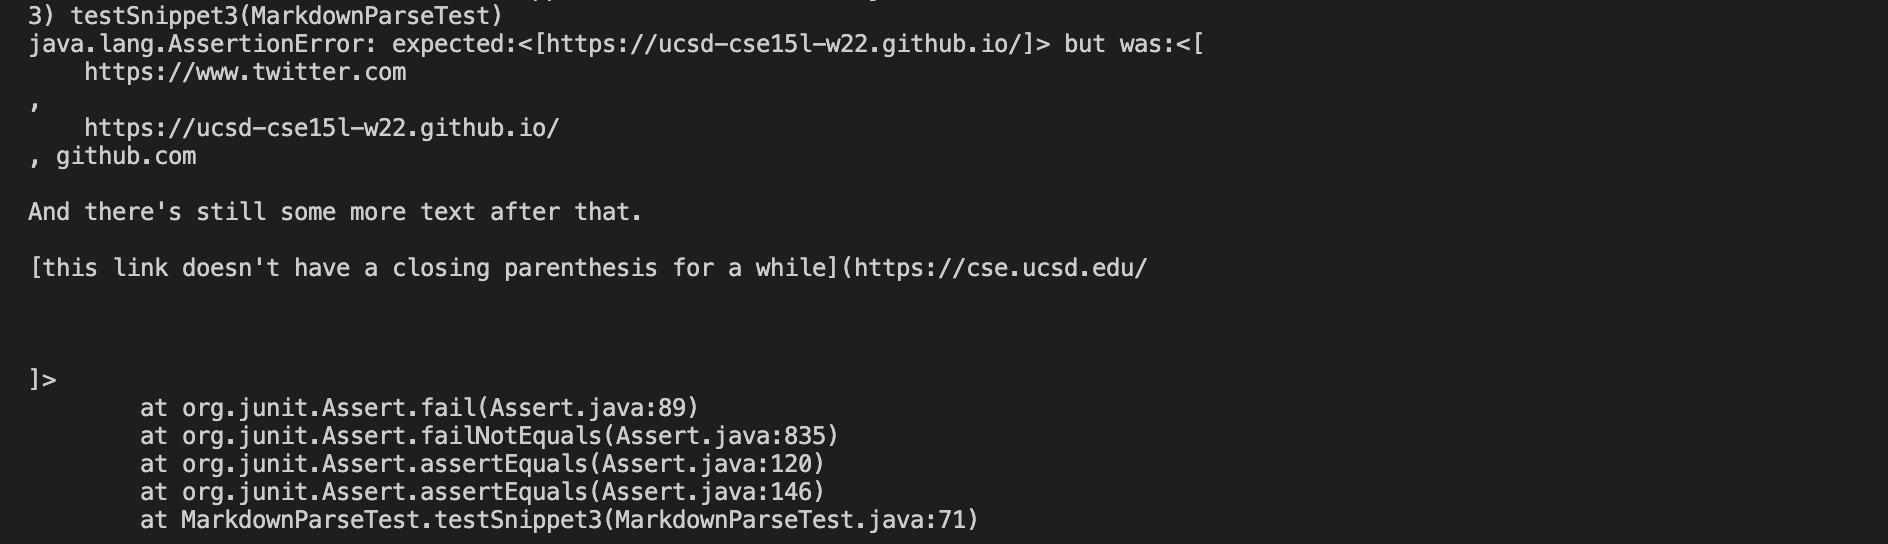 3) testSnippet3(MarkdownParseTest)
java.lang.AssertionError: expected:<[https://ucsd-cse15l-w22.github.io/]> but was:<[
    https://www.twitter.com
,
    https://ucsd-cse15l-w22.github.io/
, github.com

And there's still some more text after that.

[this link doesn't have a closing parenthesis for a while](https://cse.ucsd.edu/



]>
        at org.junit.Assert.fail(Assert.java:89)
        at org.junit.Assert.failNotEquals(Assert.java:835)
        at org.junit.Assert.assertEquals(Assert.java:120)
        at org.junit.Assert.assertEquals(Assert.java:146)
        at MarkdownParseTest.testSnippet3(MarkdownParseTest.java:71)